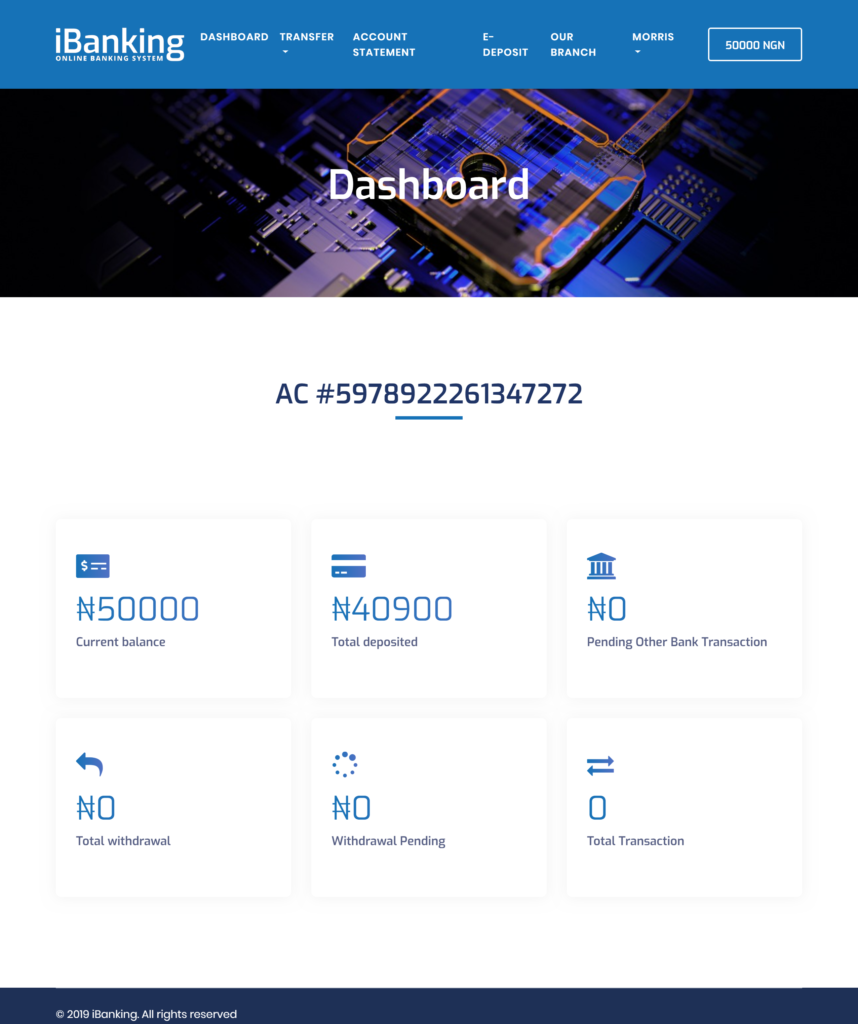 iBanking
ONLINE BANKING SYSTEM
DASHBOARD
TRANSFER
ACCOUNT
STATEMENT
E-
DEPOSIT
OUR
BRANCH
MORRIS
50000 NGN
Dashboard
AC #5978922261347272
₦50000
Current balance
₦40900
Total deposited
₦0
Pending Other Bank Transaction
₦0
Total withdrawal
₦0
Withdrawal Pending
0
Total Transaction
© 2019 iBanking. All rights reserved